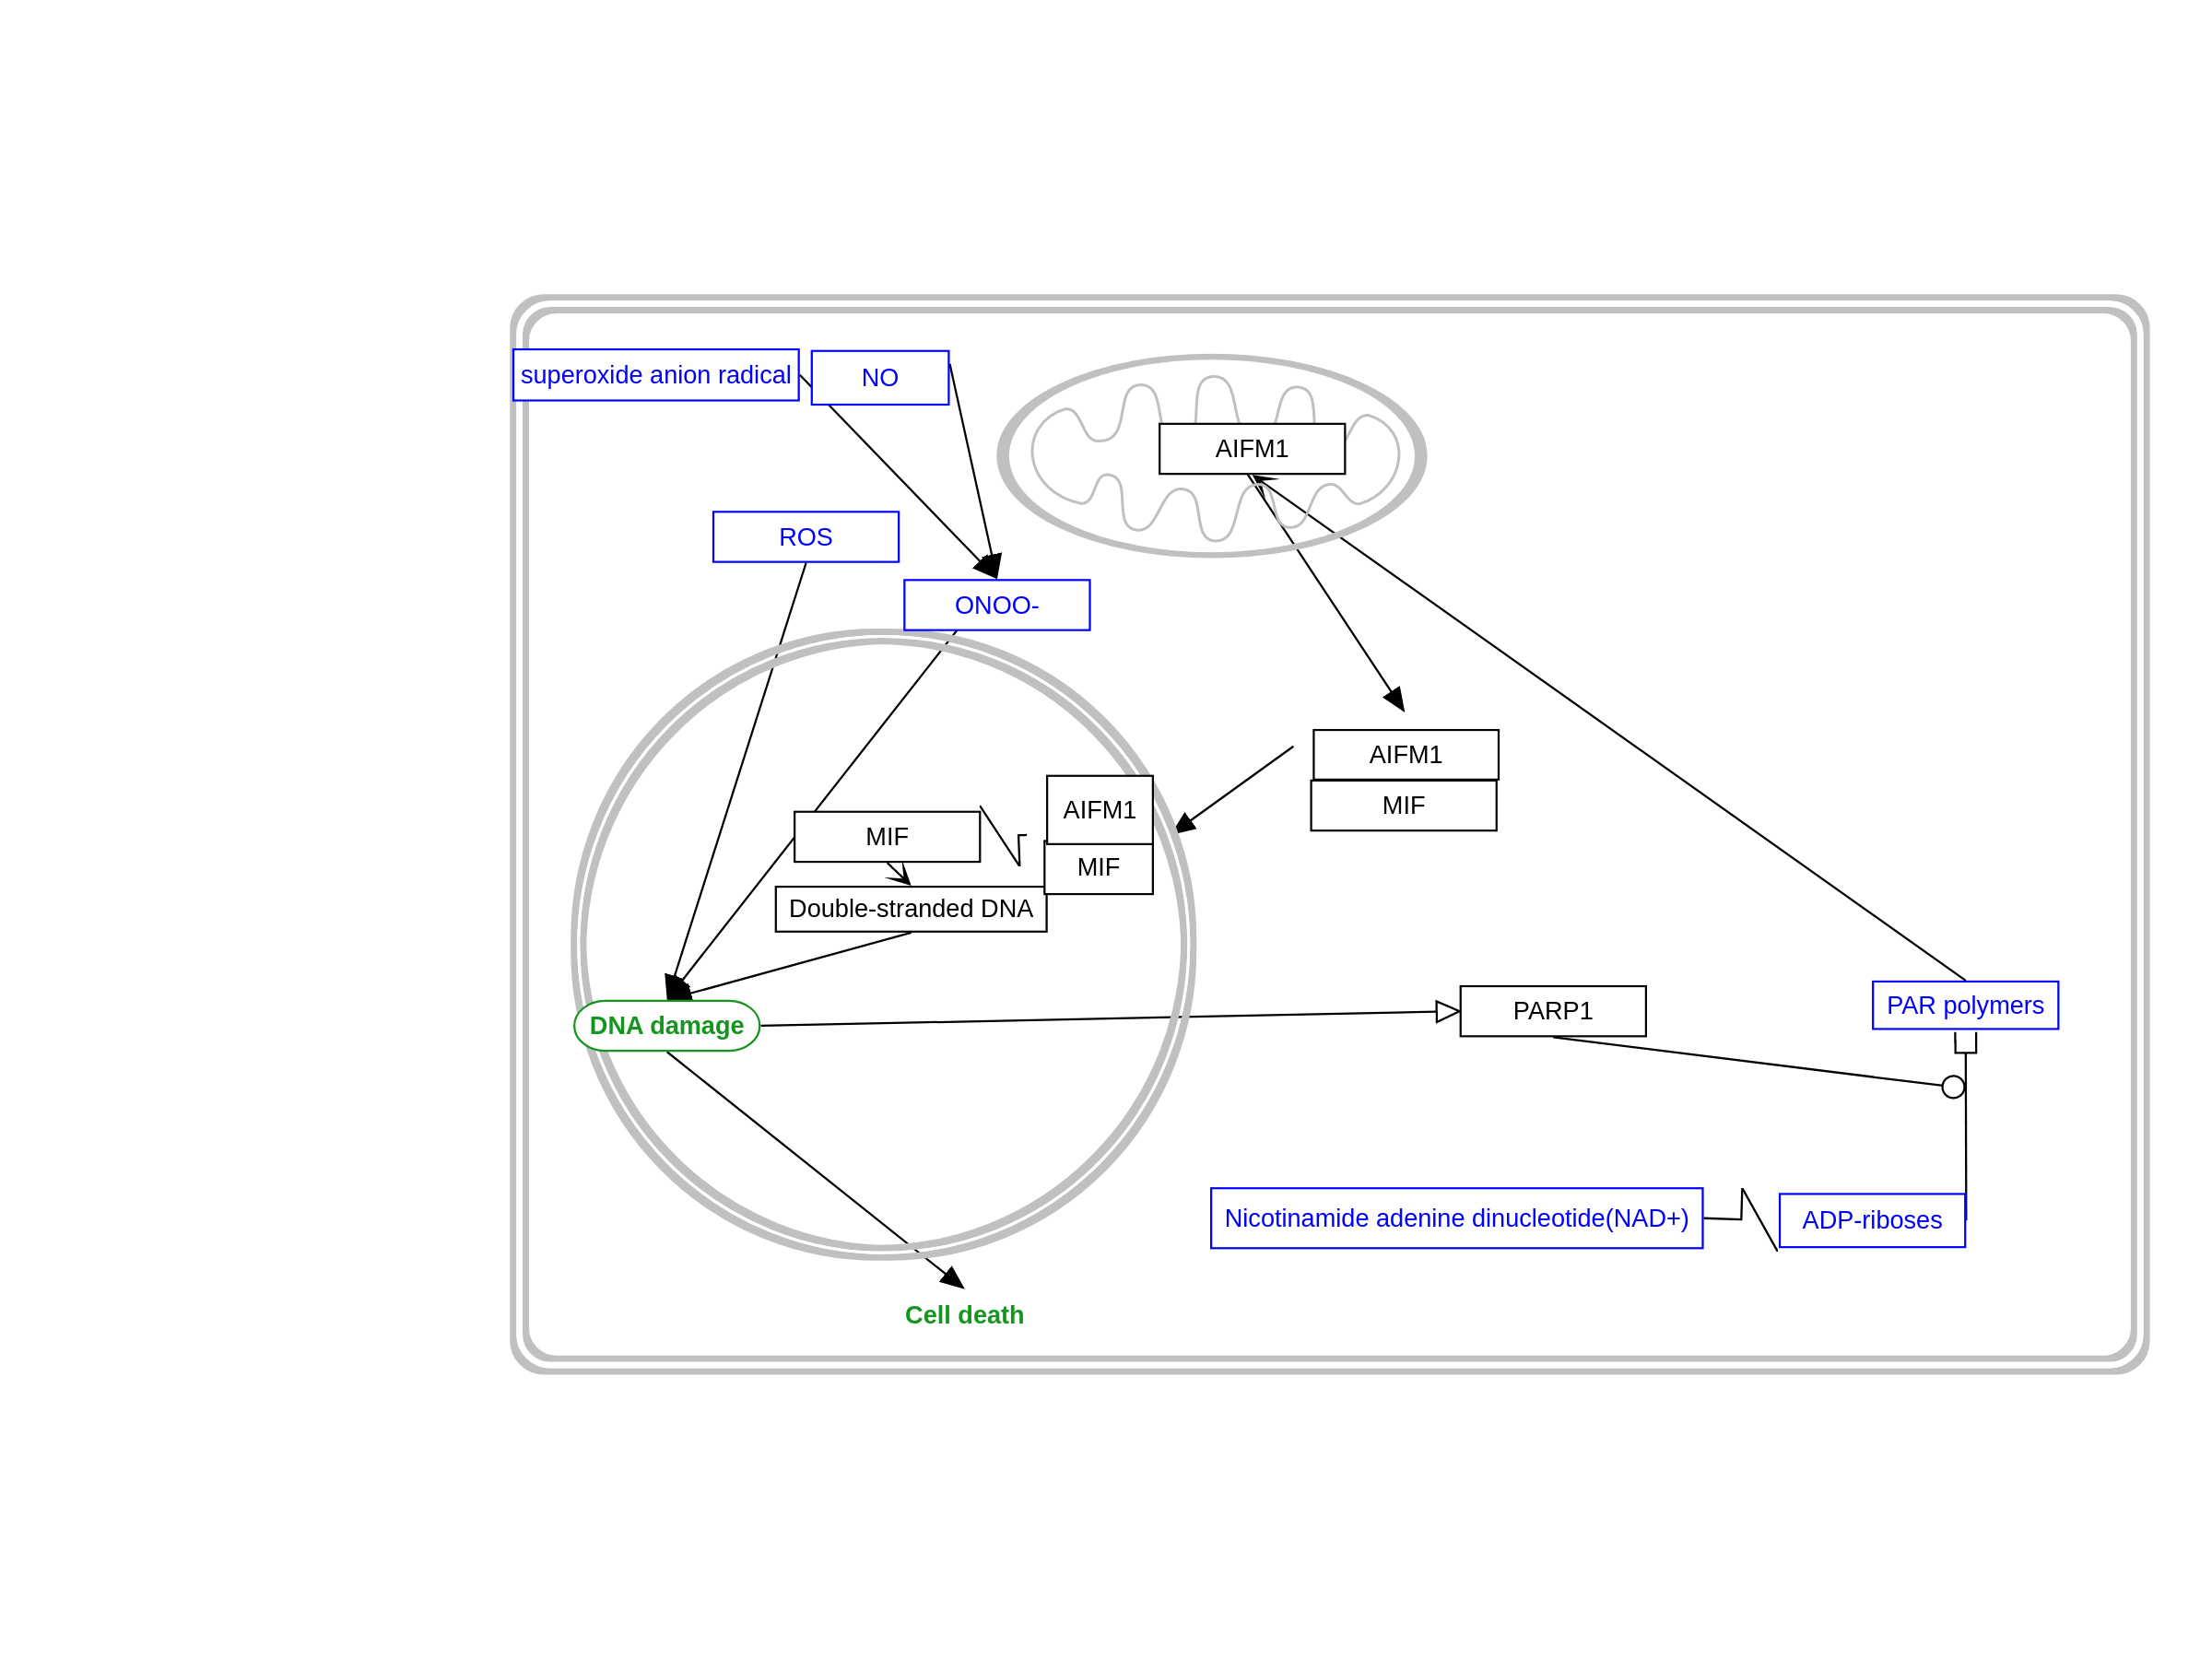 superoxide anion radical
NO
AIFM1
ROS
ONOO-
AIFM1
MIF
AIFM1
MIF
MIF
Double-stranded DNA
DNA damage
PARP1
PAR polymers
Nicotinamide adenine dinucleotide(NAD+)
ADP-riboses
Cell death